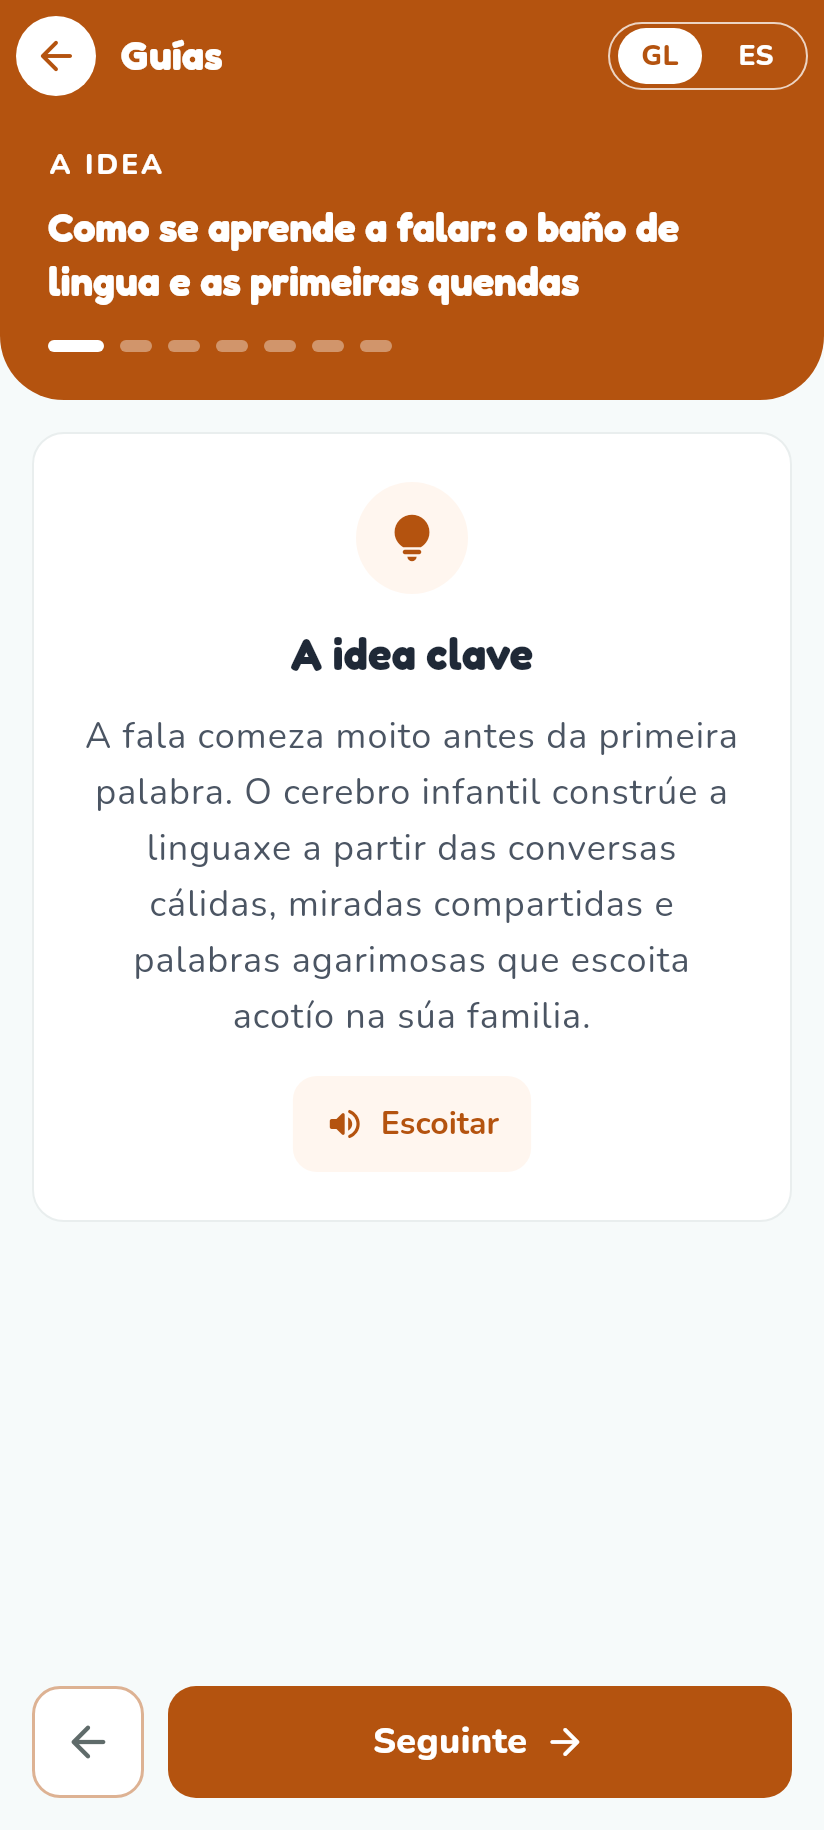 Guías
GL
ES
A IDEA
Como se aprende a falar: o baño de
lingua e as primeiras quendas
A idea clave
A fala comeza moito antes da primeira
palabra. O cerebro infantil constrúe a
linguaxe a partir das conversas
cálidas, miradas compartidas e
palabras agarimosas que escoita
acotío na súa familia.
Escoitar
Seguinte